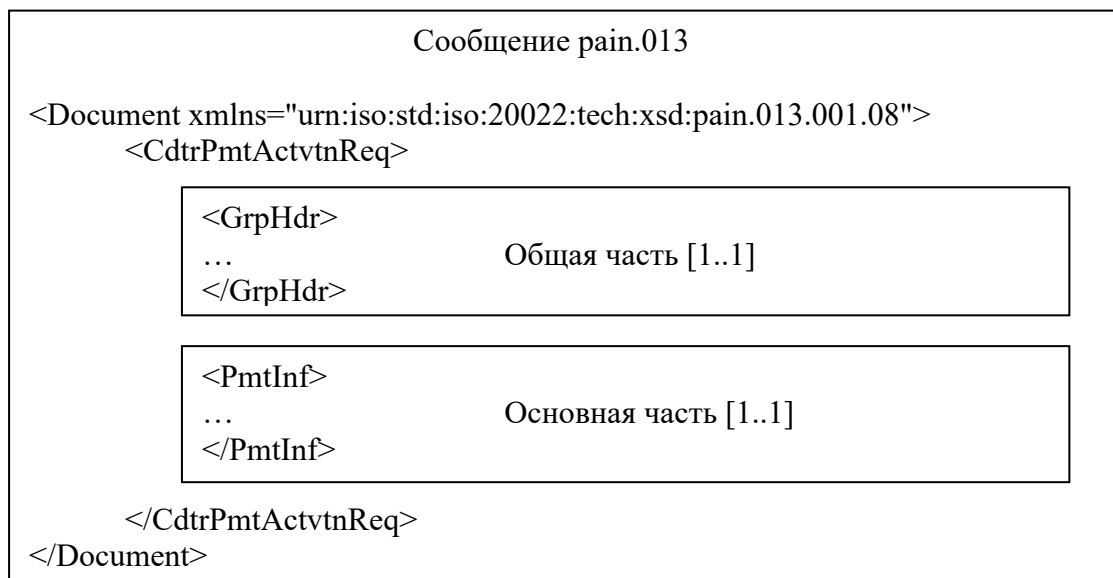 Сообщение pain.013
<Document xmlns="urn:iso:std:iso:20022:tech:xsd:pain.013.001.08">
<CdtrPmtActvtnReq>
<GrpHdr>
… Общая часть [1..1]
</GrpHdr>
<PmtInf>
… Основная часть [1..1]
</PmtInf>
</CdtrPmtActvtnReq>
</Document>